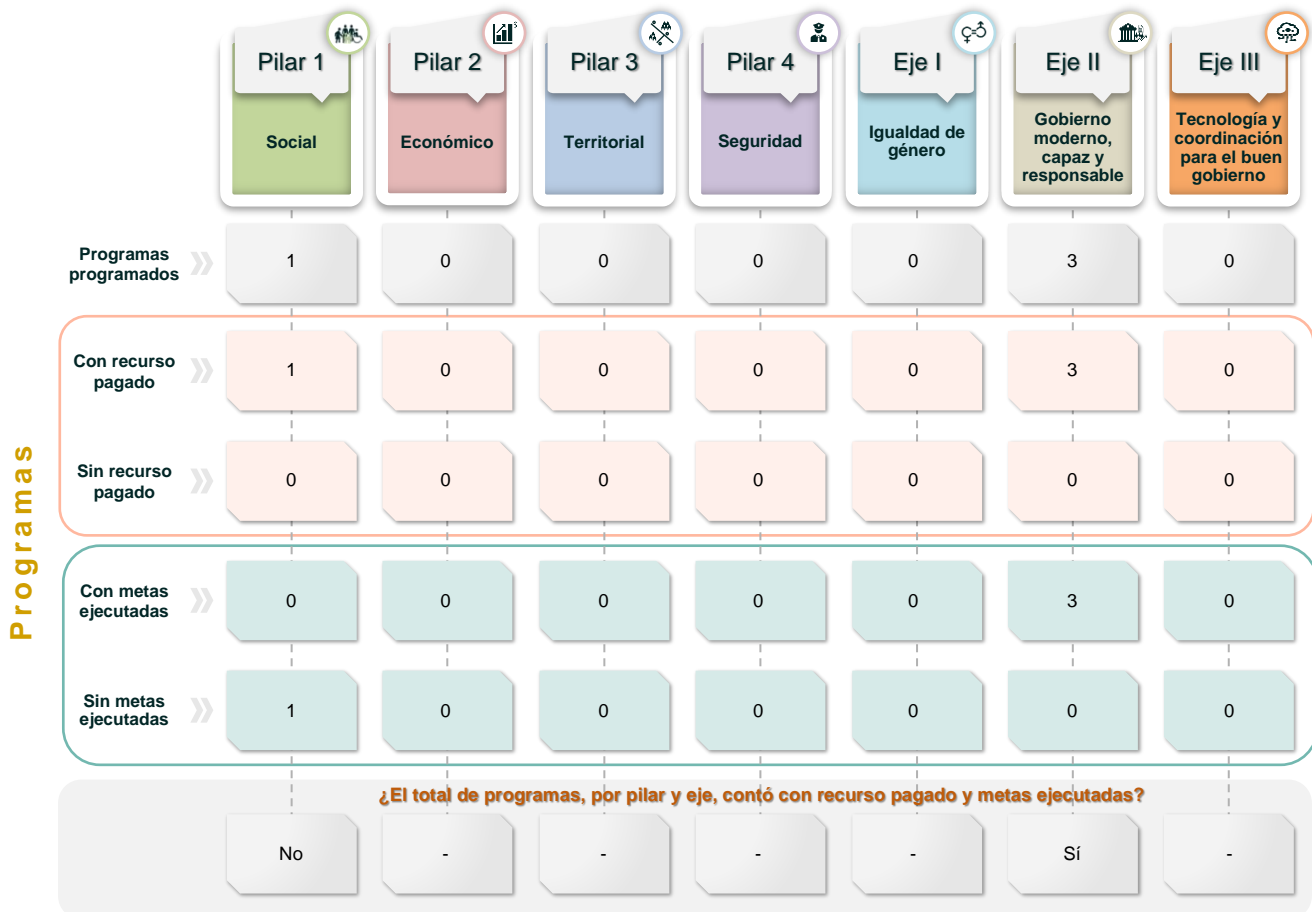 Pilar 1
Pilar 2
Pilar 3
Pilar 4
Eje I
Eje II
Eje III
Social
Económico
Territorial
Seguridad
Igualdad de
género
Gobierno
moderno,
capaz y
responsable
Tecnología y
coordinación
para el buen
gobierno
Programas
Programas
programados
1 0 0 0 0 3 0
Con recurso
pagado
1 0 0 0 0 3 0
Sin recurso
pagado
0 0 0 0 0 0 0
Con metas
ejecutadas
0 0 0 0 0 3 0
Sin metas
ejecutadas
1 0 0 0 0 0 0
¿El total de programas, por pilar y eje, contó con recurso pagado y metas ejecutadas?
No - - - - Sí -